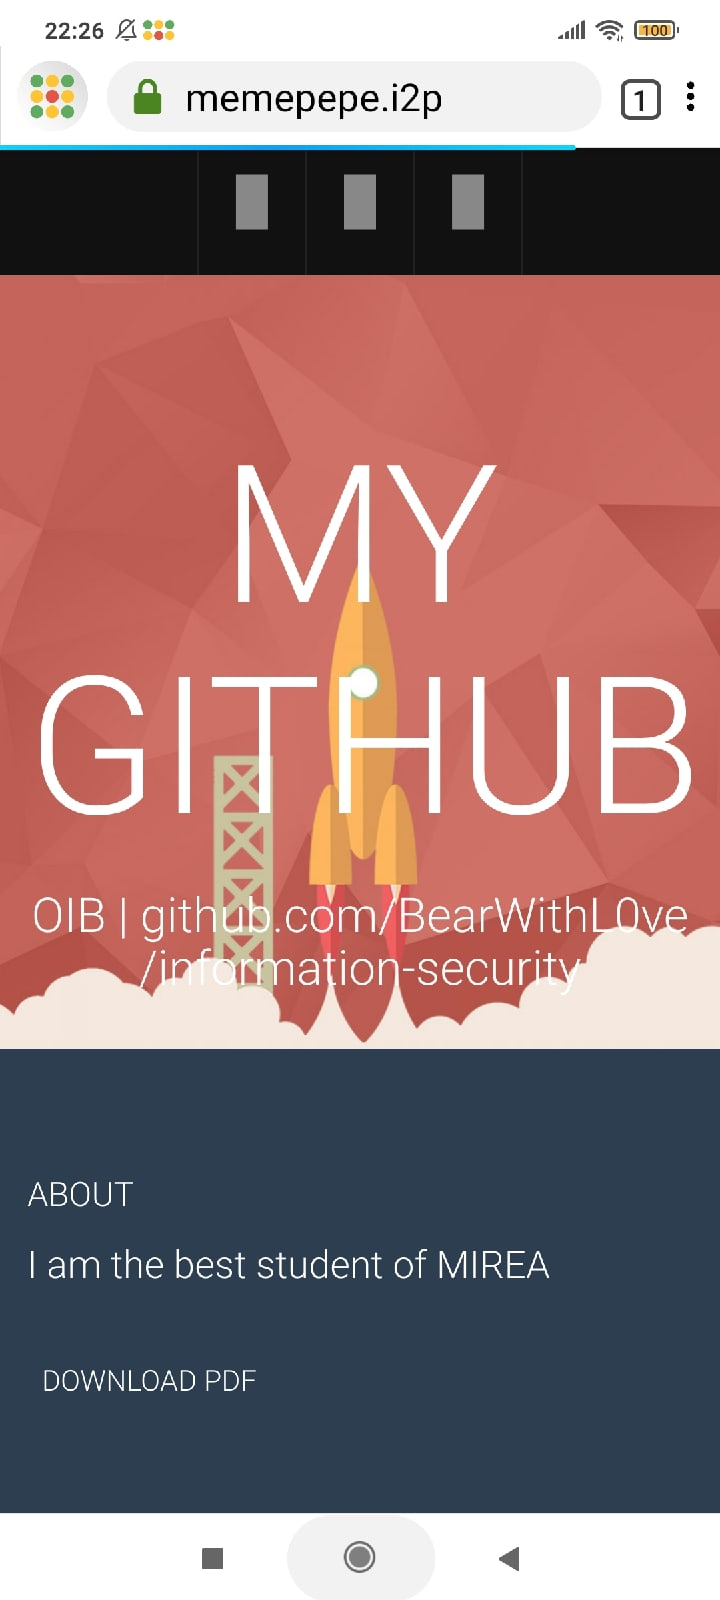 22:26
100
memepepe.i2p
1
MY
GITHUB
OIB | github.com/BearWithL0ve
/information-security
ABOUT
I am the best student of MIREA
DOWNLOAD PDF